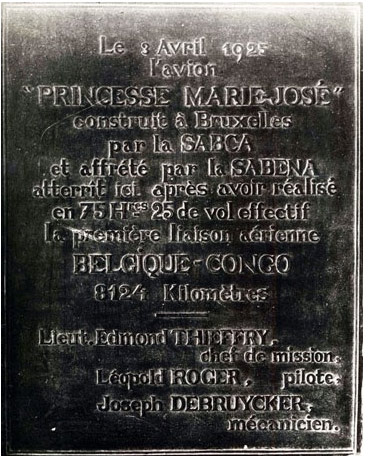 Le 3 Avril 1925
l'avion
"PRINCESSE MARIE-JOSÉ"
construit à Bruxelles
par la SABCA
et affrété par la SABENA
atterrit ici après avoir réalisé
en 75 Hres 25 de vol effectif
la première liaison aérienne
BELGIQUE-CONGO
8124 Kilomètres
Lieut. Edmond THIEFFRY,
chef de mission.
Léopold ROGER, pilote.
Joseph DEBRUYCKER,
mécanicien.